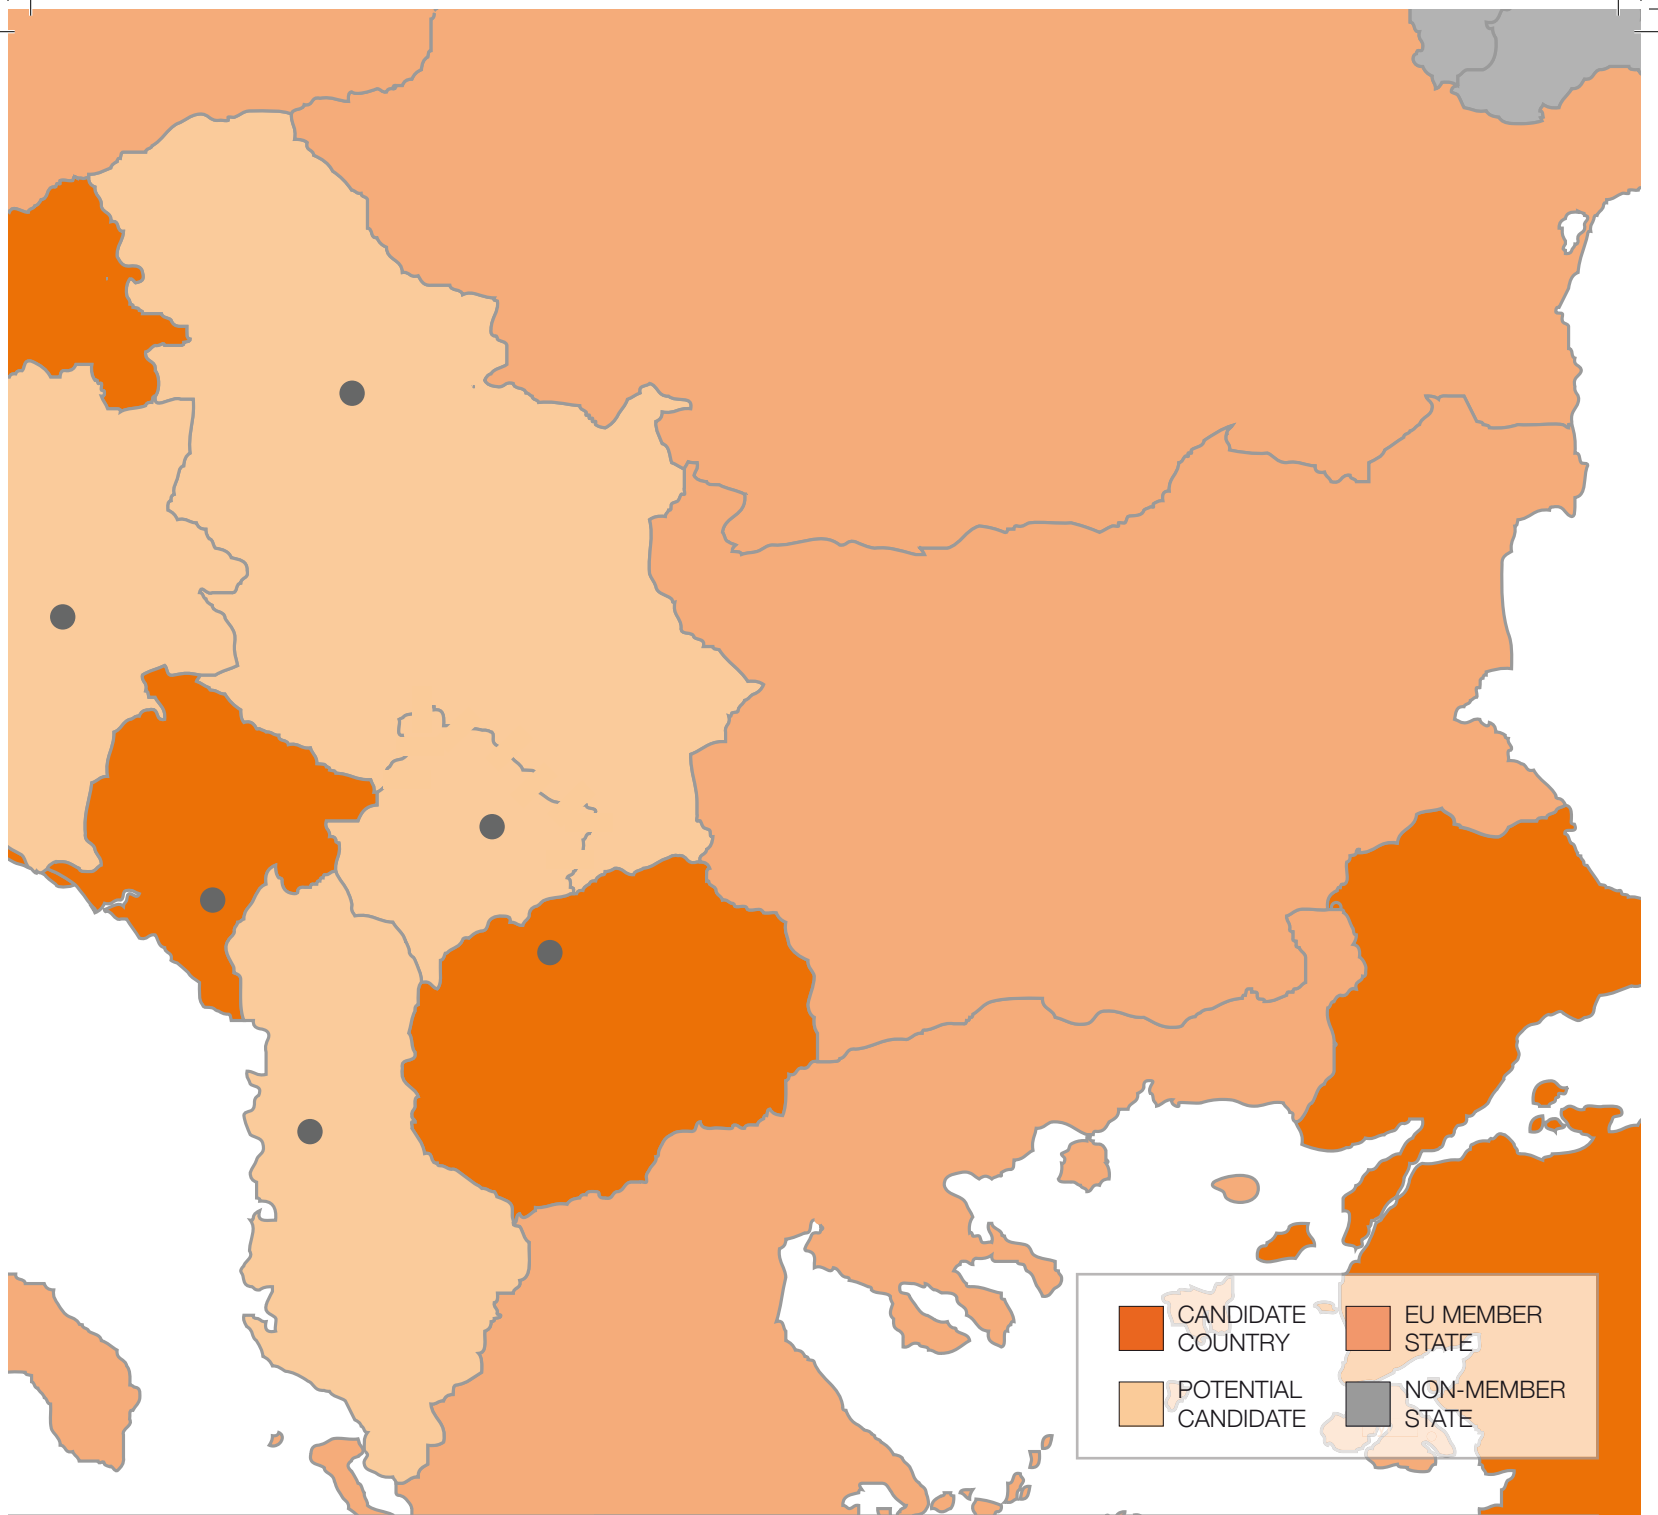 CANDIDATE
COUNTRY
EU MEMBER
STATE
POTENTIAL
CANDIDATE
NON-MEMBER
STATE